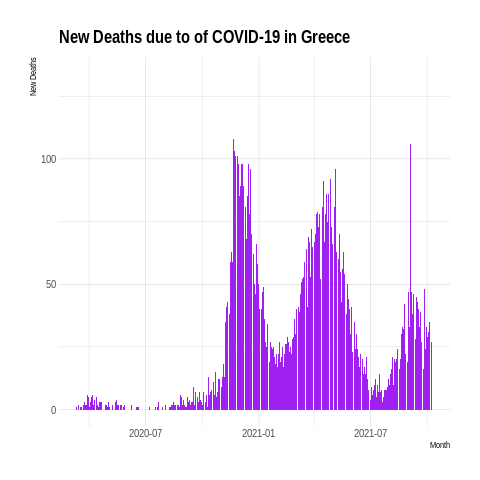 New Deaths due to of COVID-19 in Greece
New Deaths
100
50
0
2020-07
2021-01
2021-07
Month